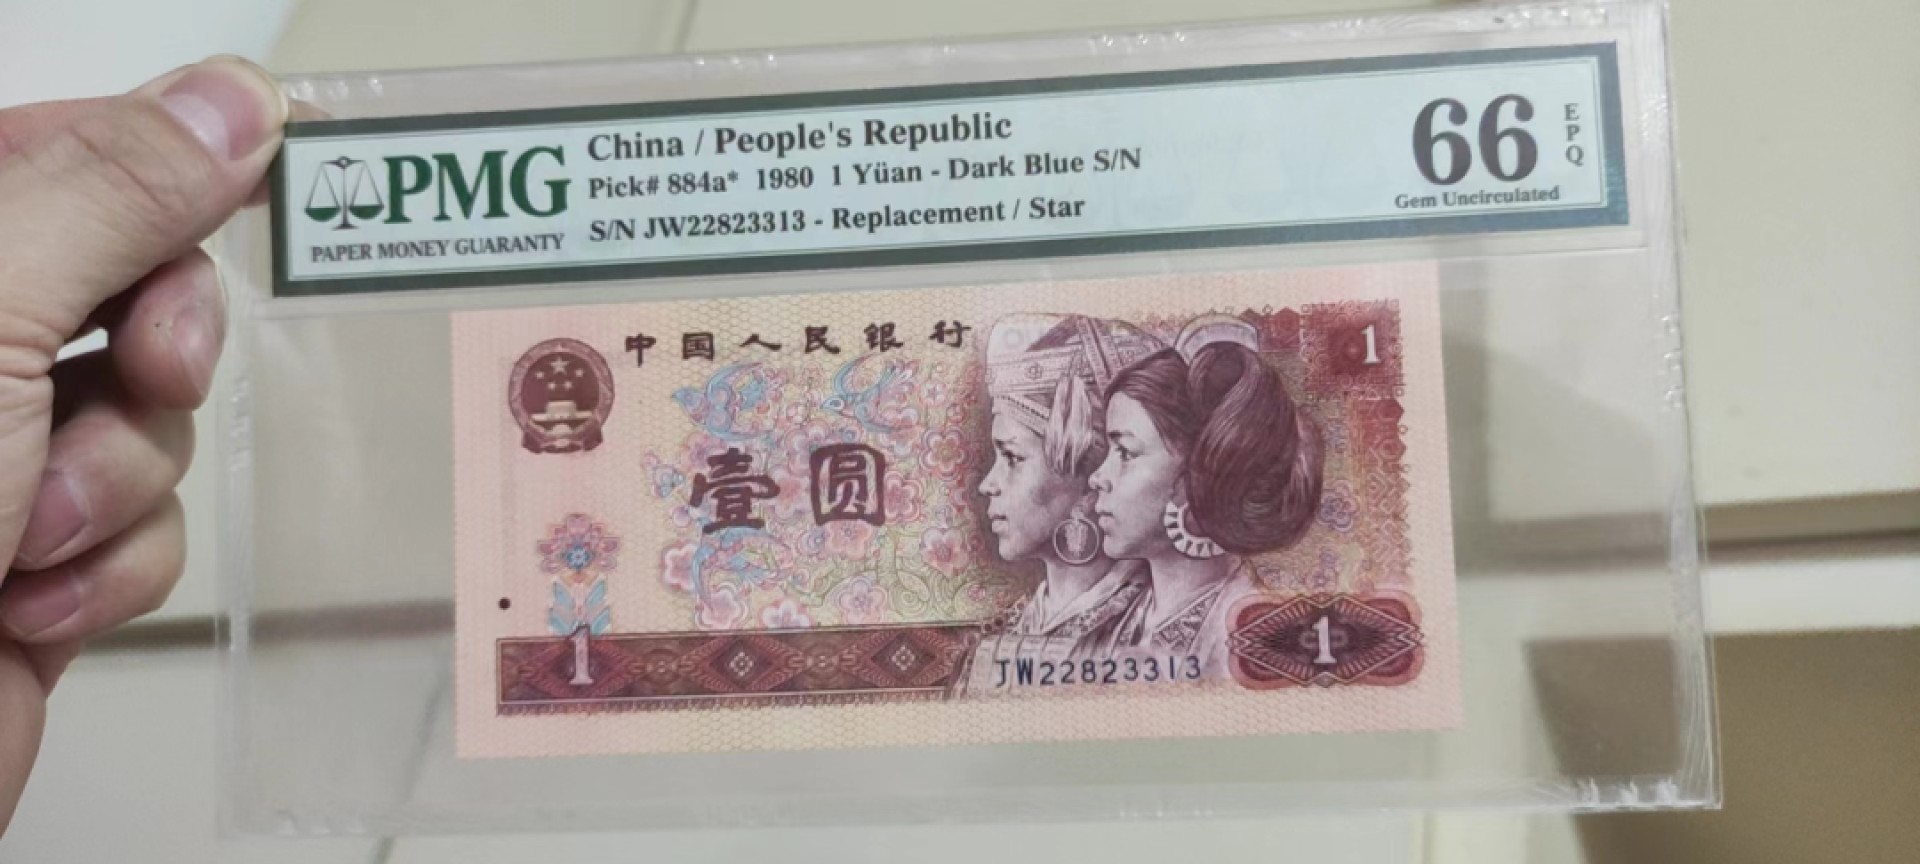 PMG
PAPER MONEY GUARANTY
China / People's Republic
Pick# 884a* 1980 1 Yüan - Dark Blue S/N
S/N JW22823313 - Replacement / Star
66
EPQ
Gem Uncirculated
中国人民银行
1
壹圆
1
JW22823313
1